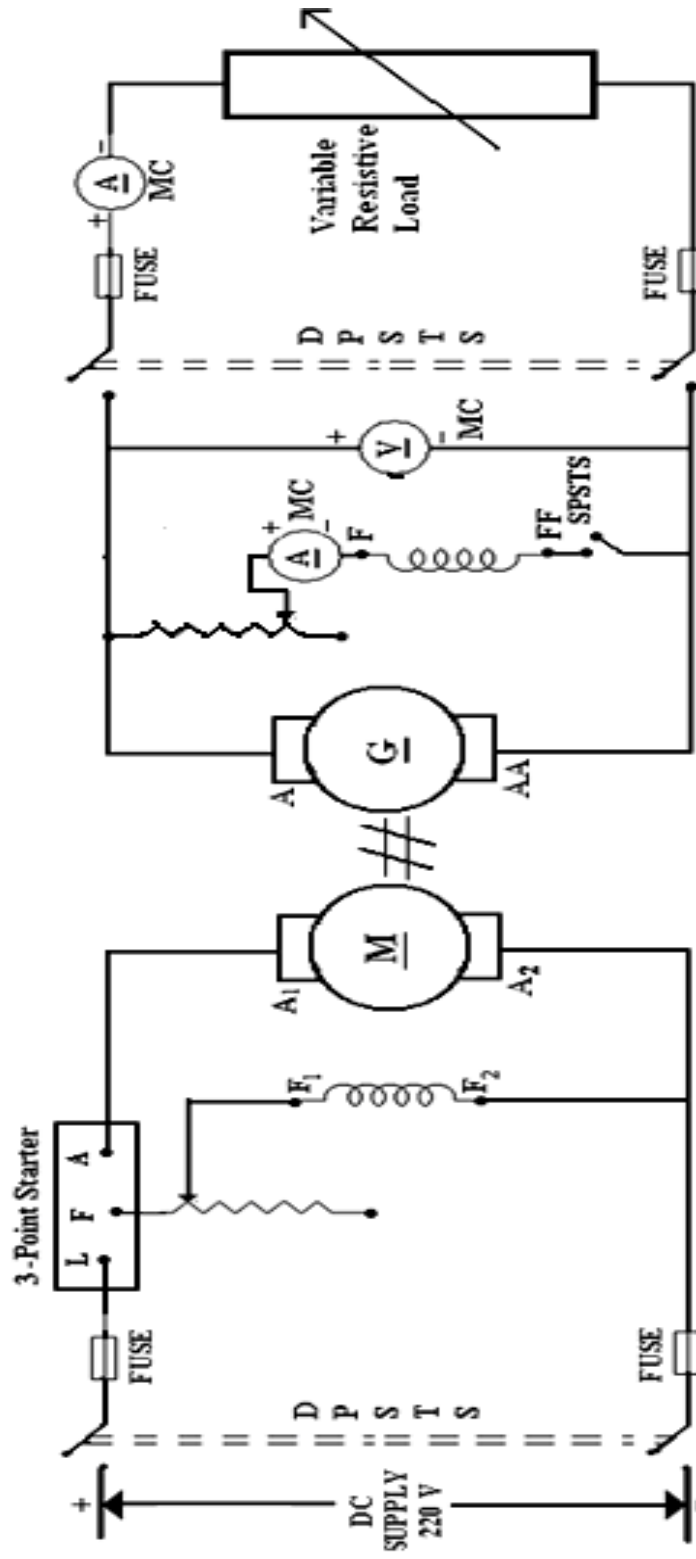 3-Point Starter
L F A
+
FUSE
DC
SUPPLY
220 V
D
P
S
T
S
FUSE
-
F₁
F₂
A₁
M
A₂
A
G
AA
+
A
-
MC
F
FF
SPSTS
+
V
-
MC
D
P
S
T
S
FUSE
FUSE
+
A
-
MC
Variable
Resistive
Load